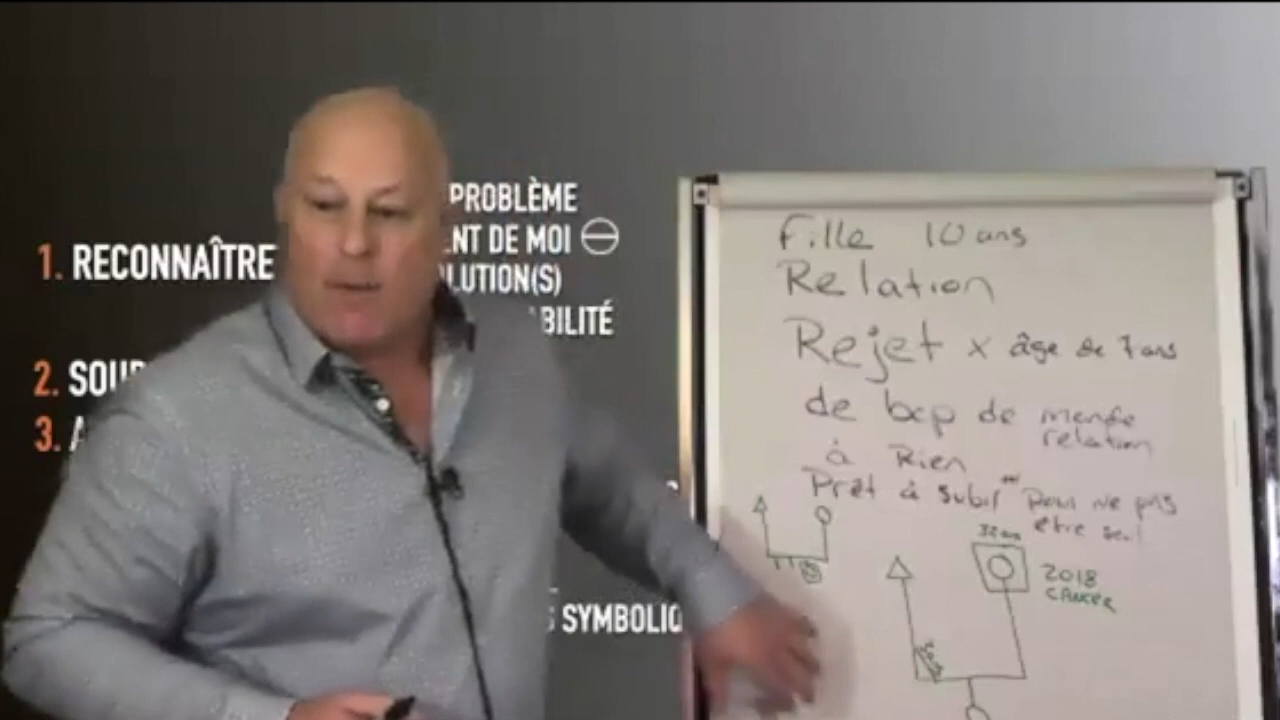 PROBLÈME
NT DE MOI
1. RECONNAÎTRE
LUTION(S)
BILITÉ
2. SOU
3. A
SYMBOLIQ
Fille 10 ans
Relation
Rejet x âge de 7 ans
de bcp de monde
relation
à Rien
Prêt à subir pour ne pas
être seul
32 ans
2018
CANCER